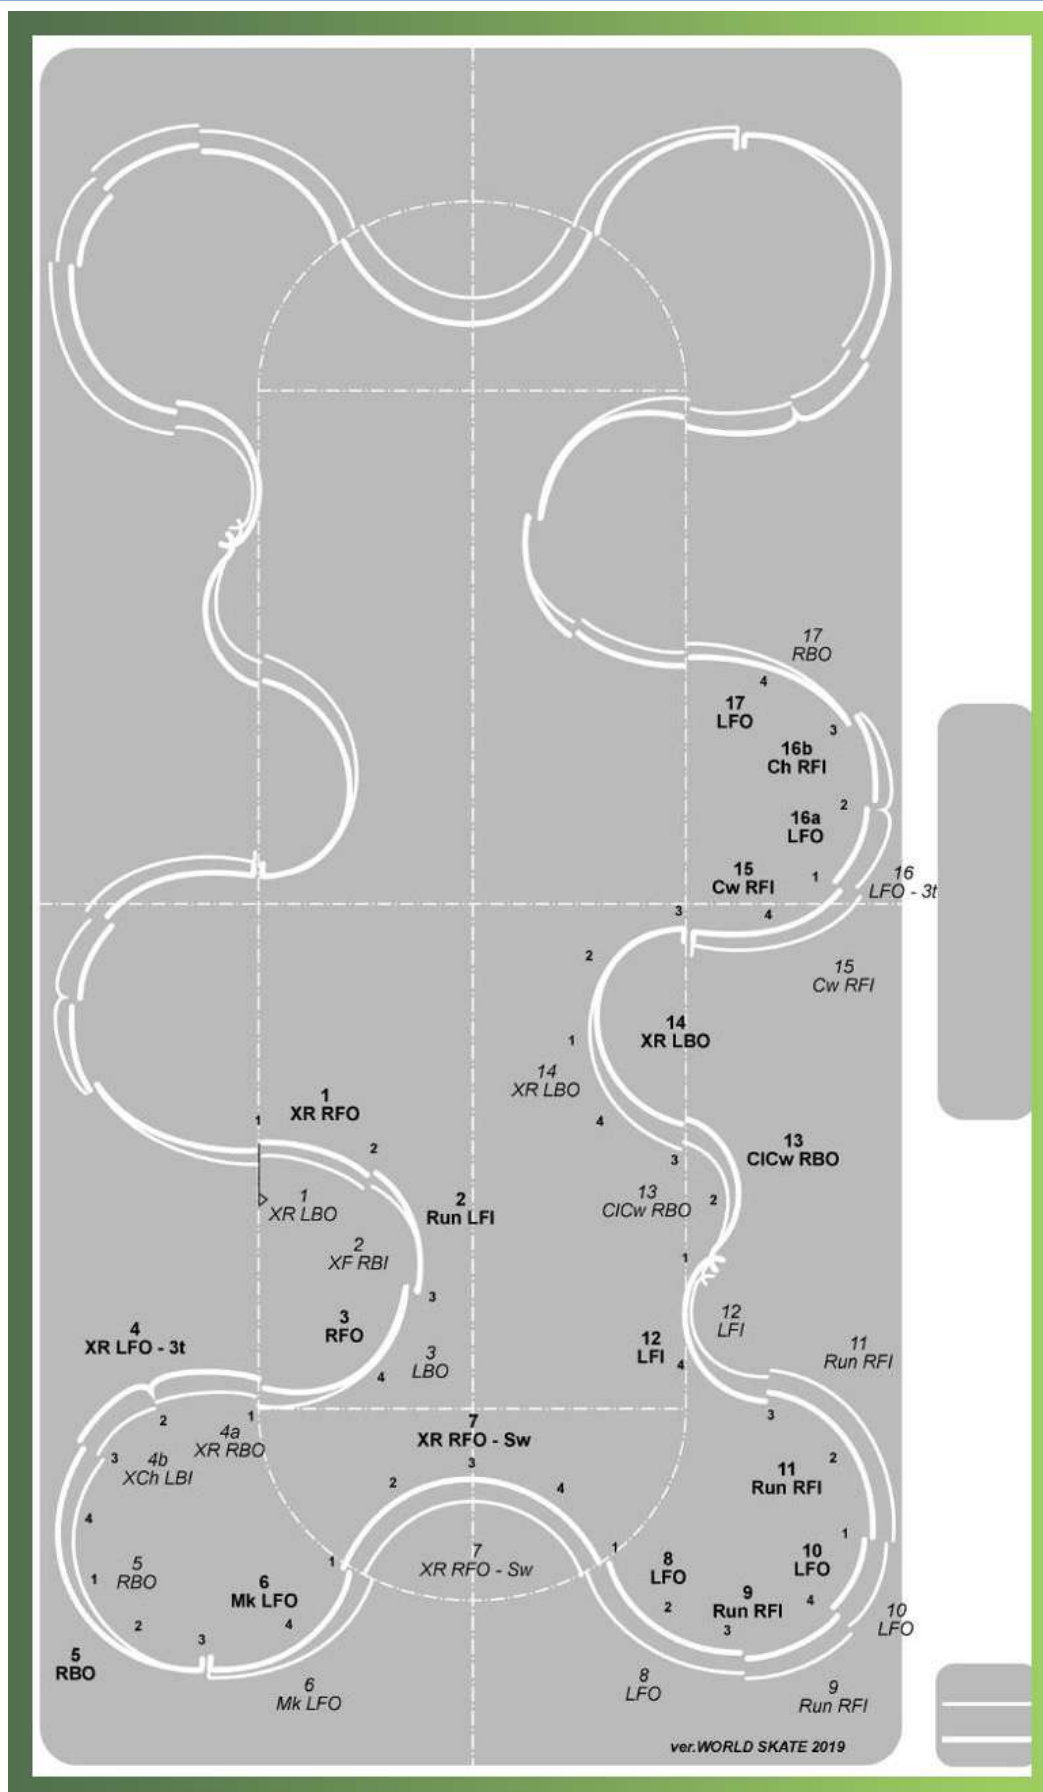 17
RBO
4
17
LFO
3
16b
Ch RFI
2
16a
LFO
15
Cw RFI
1
16
LFO - 3t
3
4
2
15
Cw RFI
14
XR LBO
1
14
XR LBO
4
1
XR RFO
1
2
13
ClCw RBO
3
1
XR LBO
2
Run LFI
13
ClCw RBO
2
2
XF RBI
1
3
3
RFO
12
LFI
12
LFI
4
XR LFO - 3t
3
LBO
4
11
Run RFI
4
1
2
3
7
XR RFO - Sw
4a
XR RBO
3
4b
XCh LBI
3
2
4
2
11
Run RFI
4
1
5
RBO
1
7
XR RFO - Sw
1
8
LFO
10
LFO
1
6
Mk LFO
9
Run RFI
4
2
2
4
3
3
10
LFO
5
RBO
6
Mk LFO
8
LFO
9
Run RFI
ver.WORLD SKATE 2019